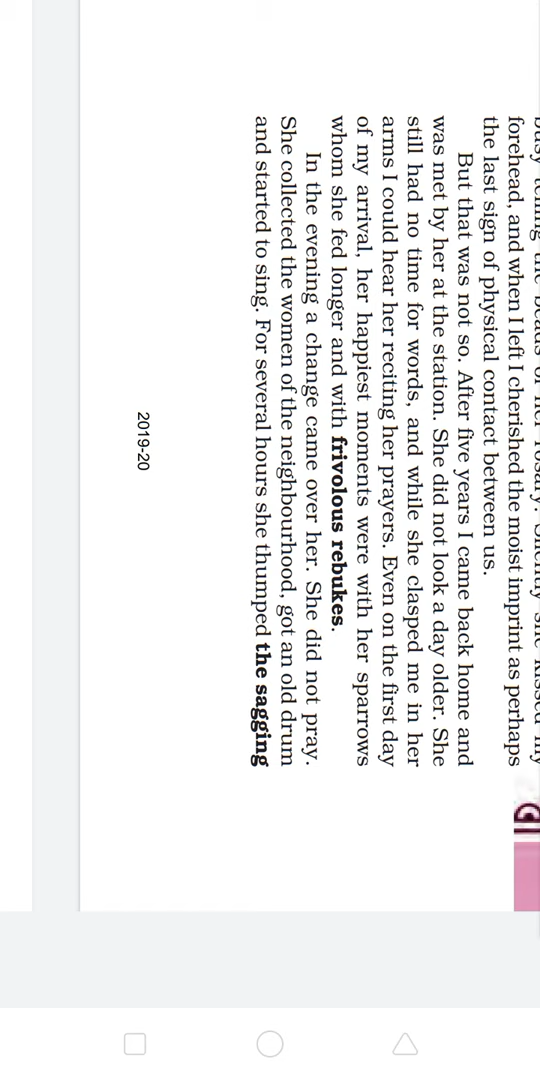 forehead, and when I left I cherished the moist imprint as perhaps
the last sign of physical contact between us.
But that was not so. After five years I came back home and
was met by her at the station. She did not look a day older. She
still had no time for words, and while she clasped me in her
arms I could hear her reciting her prayers. Even on the first day
of my arrival, her happiest moments were with her sparrows
whom she fed longer and with frivolous rebukes.
In the evening a change came over her. She did not pray.
She collected the women of the neighbourhood, got an old drum
and started to sing. For several hours she thumped the sagging
2019-20